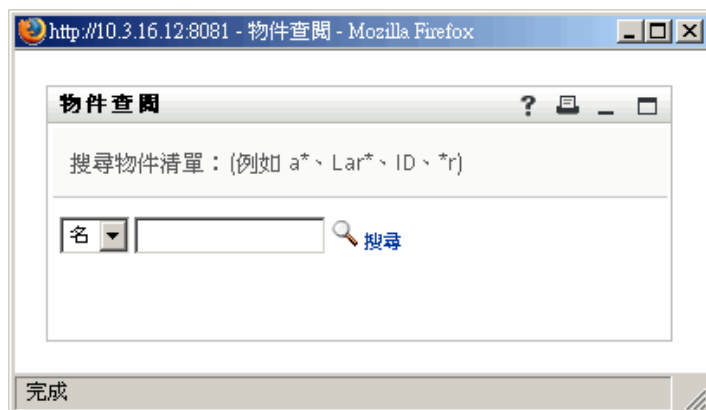 http://10.3.16.12:8081 - 物件查閱 - Mozilla Firefox
物件查閱
搜尋物件清單：(例如 a*、Lar*、ID、*r)
名 搜尋
完成